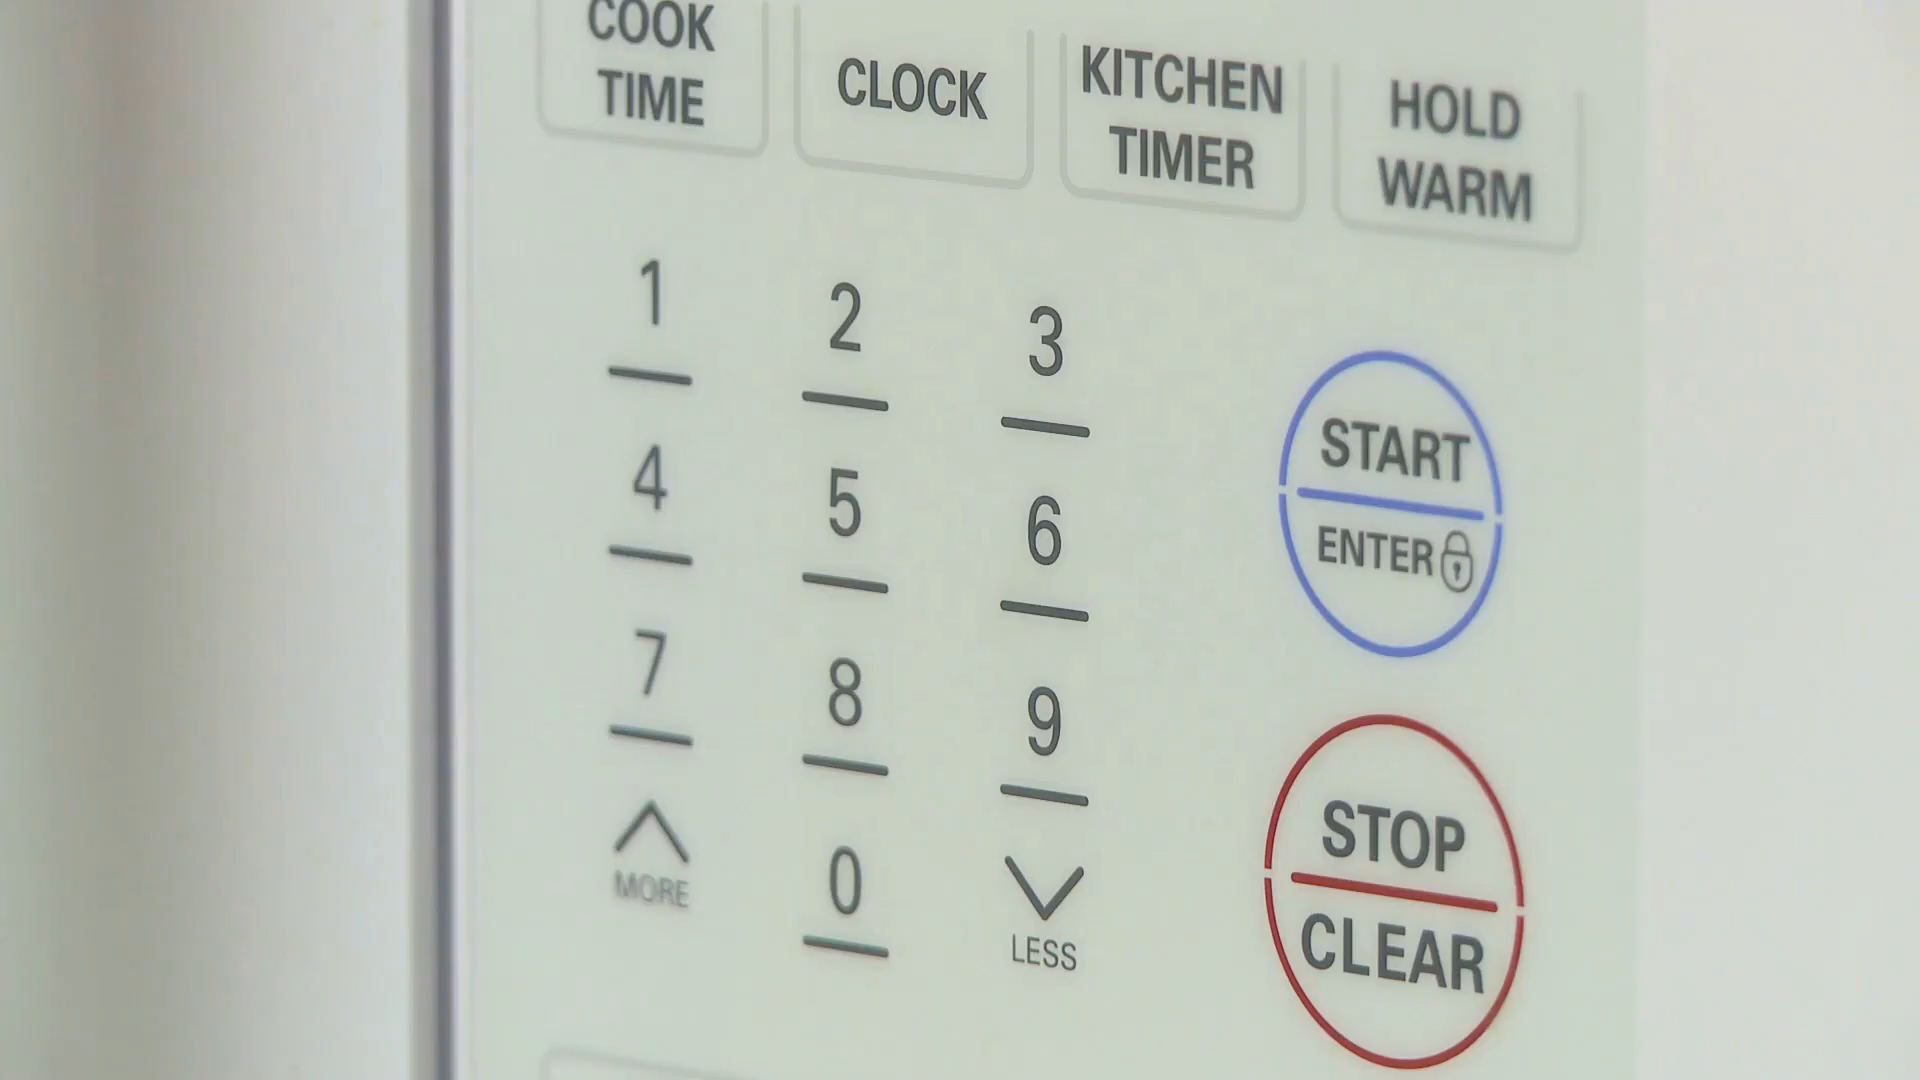 COOK
TIME
CLOCK
KITCHEN
TIMER
HOLD
WARM
1 2 3
4 5 6
7 8 9
0
MORE
LESS
START
ENTER
STOP
CLEAR